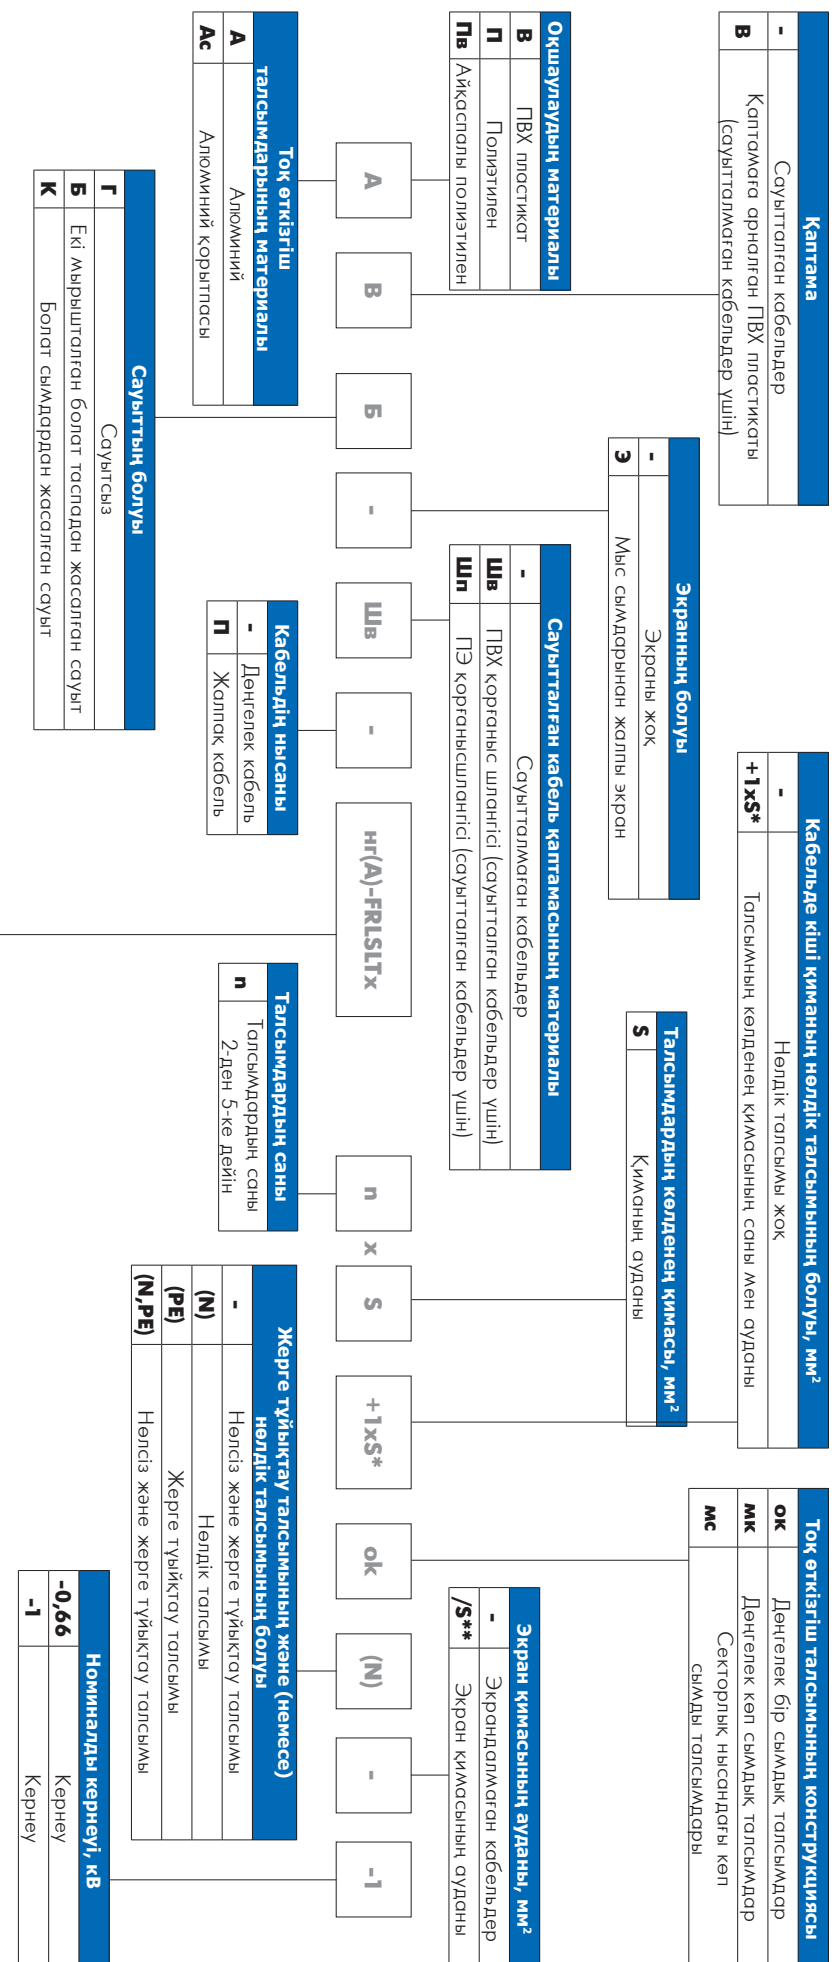 Қаптама
- Сауытталған кабельдер
В Қаптамаға арналған ПВХ пластикаты
(сауытталмаған кабельдер үшін)
Экранның болуы
- Экраны жоқ
Э Мыс сымдарынан жалпы экран
Кабельде кіші қиманың нөлдік талсымының болуы, мм²
- Нөлдік талсымы жоқ
+1xS* Талсымның көлденең қимасының саны мен ауданы
Талсымдардың көлденең қимасы, мм²
S Қиманың ауданы
Тоқ өткізгіш талсымының конструкциясы
ок Дөңгелек бір сымдық талсымдар
мк Дөңгелек көп сымдық талсымдар
мс Секторлық нысандағы көп
сымды талсымдары
Оқшаулаудың материалы
В ПВХ пластикат
П Полиэтилен
Пв Айқаспалы полиэтилен
Сауытталған кабель қаптамасының материалы
- Сауытталмаған кабельдер
Шв ПВХ қорғаныс шлангісі (сауытталған кабельдер үшін)
Шп ПЭ қорғанысшлангісі (сауытталған кабельдер үшін)
Экран қимасының ауданы, мм²
- Экрандалмаған кабельдер
/S** Экран қимасының ауданы
А В Б - Шв - нг(А)-FRLSLTx n x S +1xS* ok (N) - -1
Тоқ өткізгіш
талсымдарының материалы
А Алюминий
Ас Алюминий қорытпасы
Кабельдің нысаны
- Дөңгелек кабель
П Жалпақ кабель
Талсымдардың саны
n Талсымдардың саны
2-ден 5-ке дейін
Жерге тұйықтау талсымының және (немесе)
нөлдік талсымының болуы
- Нөлсіз және жерге тұйықтау талсымы
(N) Нөлдік талсымы
(PE) Жерге тұыйқтау талсымы
(N,PE) Нөлсіз және жерге тұйықтау талсымы
Сауыттың болуы
Г Сауытсыз
Б Екі мырышталған болат таспадан жасалған сауыт
К Болат сымдардан жасалған сауыт
Номиналды кернеуі, кВ
-0,66 Кернеу
-1 Кернеу